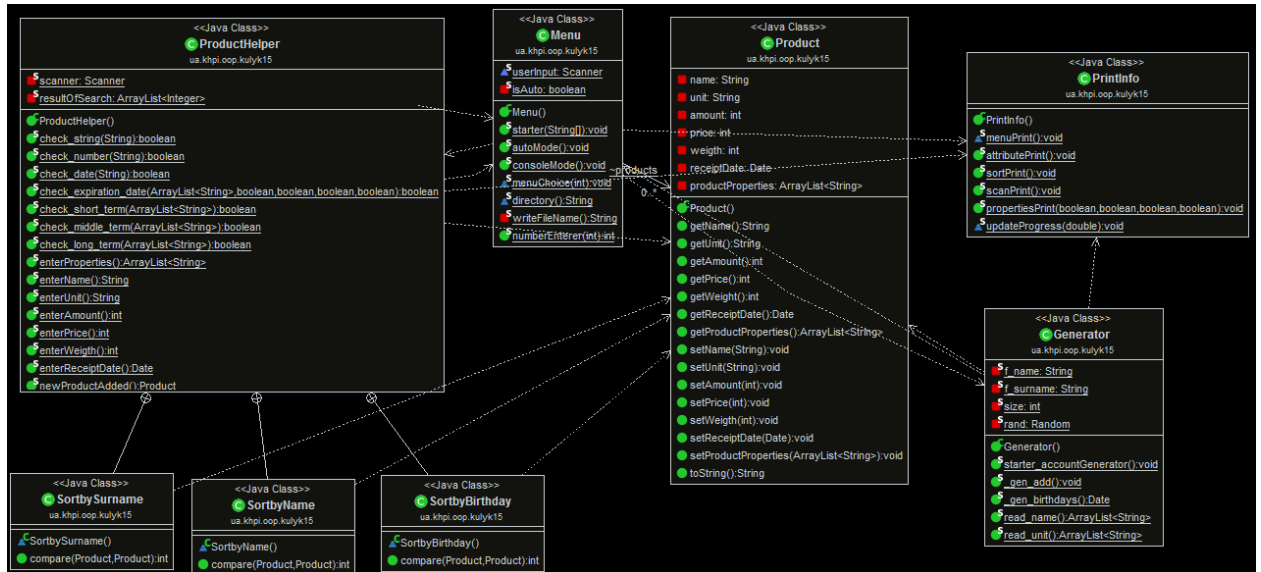 <<Java Class>>
ProductHelper
ua.khpi.oop.kulyk15
scanner: Scanner
resultOfSearch: ArrayList<Integer>
ProductHelper()
check_string(String):boolean
check_number(String):boolean
check_date(String):boolean
check_expiration_date(ArrayList<String>,boolean,boolean,boolean,boolean):boolean
check_short_term(ArrayList<String>):boolean
check_middle_term(ArrayList<String>):boolean
check_long_term(ArrayList<String>):boolean
enterProperties():ArrayList<String>
enterName():String
enterUnit():String
enterAmount():int
enterPrice():int
enterWeigth():int
enterReceiptDate():Date
newProductAdded():Product
<<Java Class>>
Menu
ua.khpi.oop.kulyk15
userInput: Scanner
isAuto: boolean
Menu()
starter(String[]):void
autoMode():void
consoleMode():void
menuChoice(int):void
directory():String
writeFileName():String
numberEnterer(int):int
~products
0..*
<<Java Class>>
Product
ua.khpi.oop.kulyk15
name: String
unit: String
amount: int
price: int
weigth: int
receiptDate: Date
productProperties: ArrayList<String>
Product()
getName():String
getUnit():String
getAmount():int
getPrice():int
getWeight():int
getReceiptDate():Date
getProductProperties():ArrayList<String>
setName(String):void
setUnit(String):void
setAmount(int):void
setPrice(int):void
setWeigth(int):void
setReceiptDate(Date):void
setProductProperties(ArrayList<String>):void
toString():String
<<Java Class>>
PrintInfo
ua.khpi.oop.kulyk15
PrintInfo()
menuPrint():void
attributePrint():void
sortPrint():void
scanPrint():void
propertiesPrint(boolean,boolean,boolean,boolean):void
updateProgress(double):void
<<Java Class>>
Generator
ua.khpi.oop.kulyk15
f_name: String
f_surname: String
size: int
rand: Random
Generator()
starter_accountGenerator():void
_gen_add():void
_gen_birthdays():Date
read_name():ArrayList<String>
read_unit():ArrayList<String>
<<Java Class>>
SortbySurname
ua.khpi.oop.kulyk15
SortbySurname()
compare(Product,Product):int
<<Java Class>>
SortbyName
ua.khpi.oop.kulyk15
SortbyName()
compare(Product,Product):int
<<Java Class>>
SortbyBirthday
ua.khpi.oop.kulyk15
SortbyBirthday()
compare(Product,Product):int